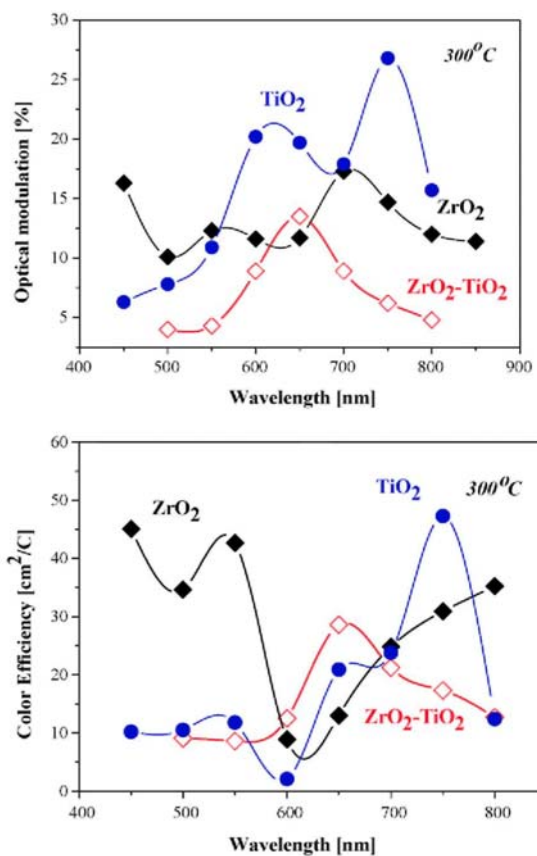 30
25
20
15
10
5
Optical modulation [%]
300°C
TiO₂
ZrO₂
ZrO₂-TiO₂
400 500 600 700 800 900
Wavelength [nm]
60
50
40
30
20
10
0
Color Efficiency [cm²/C]
ZrO₂
TiO₂
300°C
ZrO₂-TiO₂
400 500 600 700 800
Wavelength [nm]